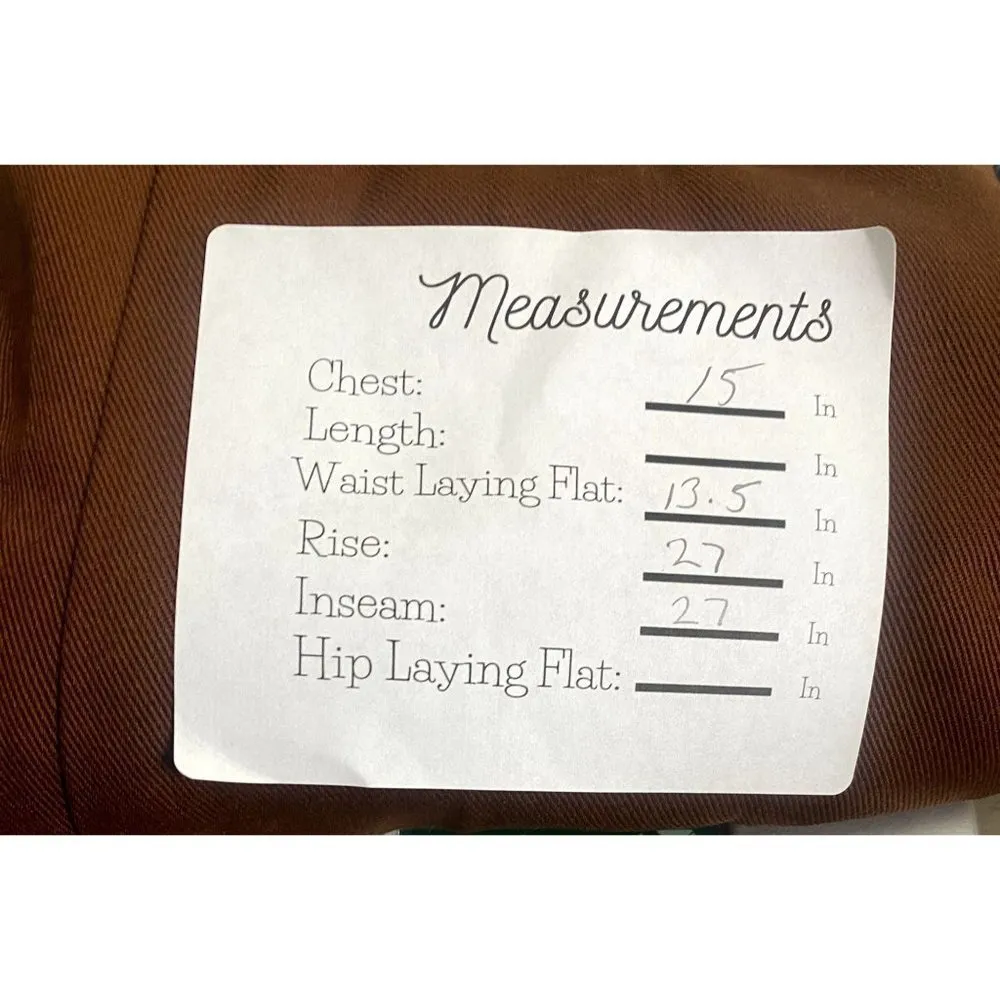 Measurements
Chest: 15 In
Length: In
Waist Laying Flat: 13.5 In
Rise: 27 In
Inseam: 27 In
Hip Laying Flat: In